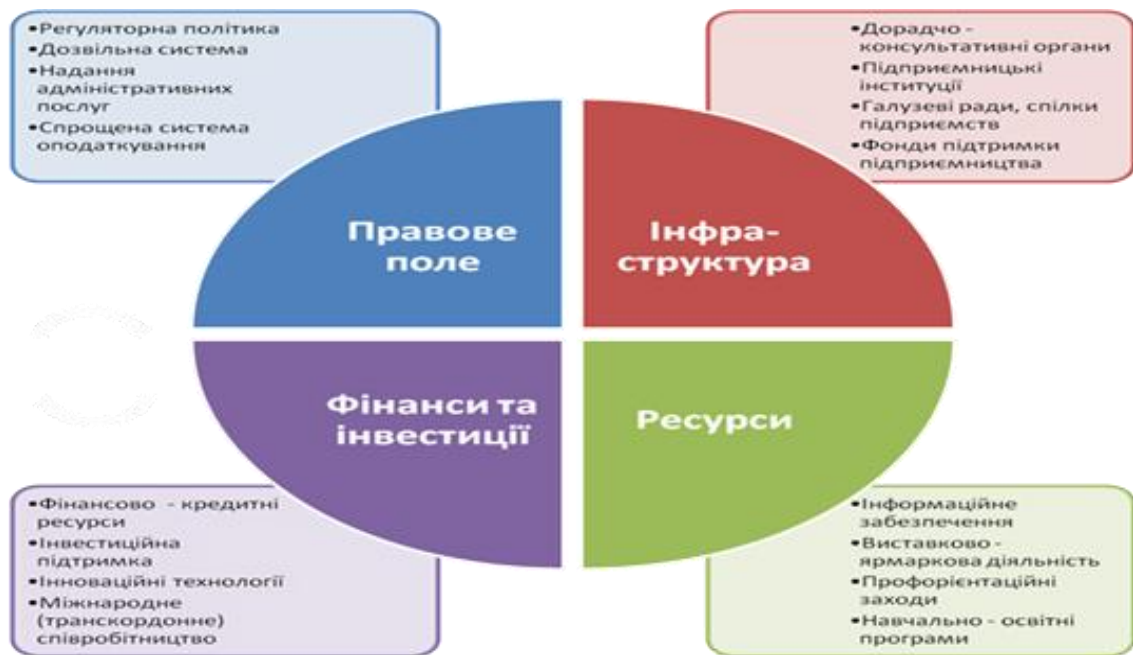 •Регуляторна політика
•Дозвільна система
•Надання
адміністративних
послуг
•Спрощена система
оподаткування
•Дорадчо -
консультативні органи
•Підприємницькі
інституції
•Галузеві ради, спілки
підприємств
•Фонди підтримки
підприємництва
Правове
поле
Інфра-
структура
Фінанси та
інвестиції
Ресурси
•Фінансово - кредитні
ресурси
•Інвестиційна
підтримка
•Інноваційні технології
•Міжнародне
(транскордонне)
співробітництво
•Інформаційне
забезпечення
•Виставково -
ярмаркова діяльність
•Профорієнтаційні
заходи
•Навчально - освітні
програми